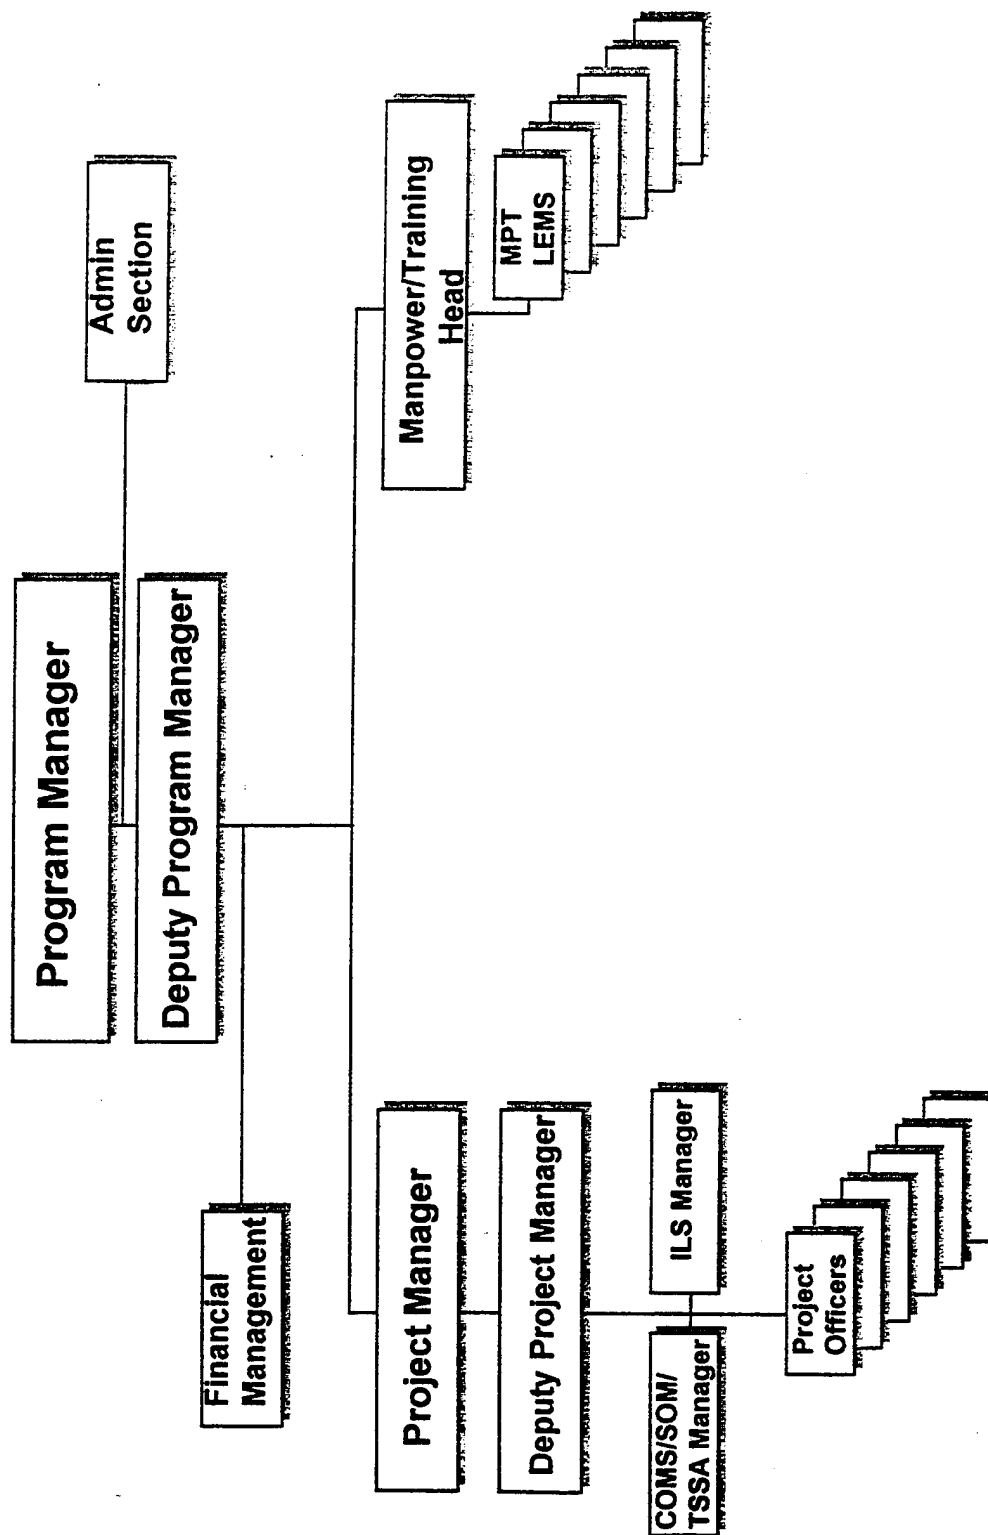 Program Manager
Admin
Section
Deputy Program Manager
Financial
Management
Project Manager
Manpower/Training
Head
Deputy Project Manager
MPT
LEMS
COMS/SOM/
TSSA Manager
ILS Manager
Project
Officers